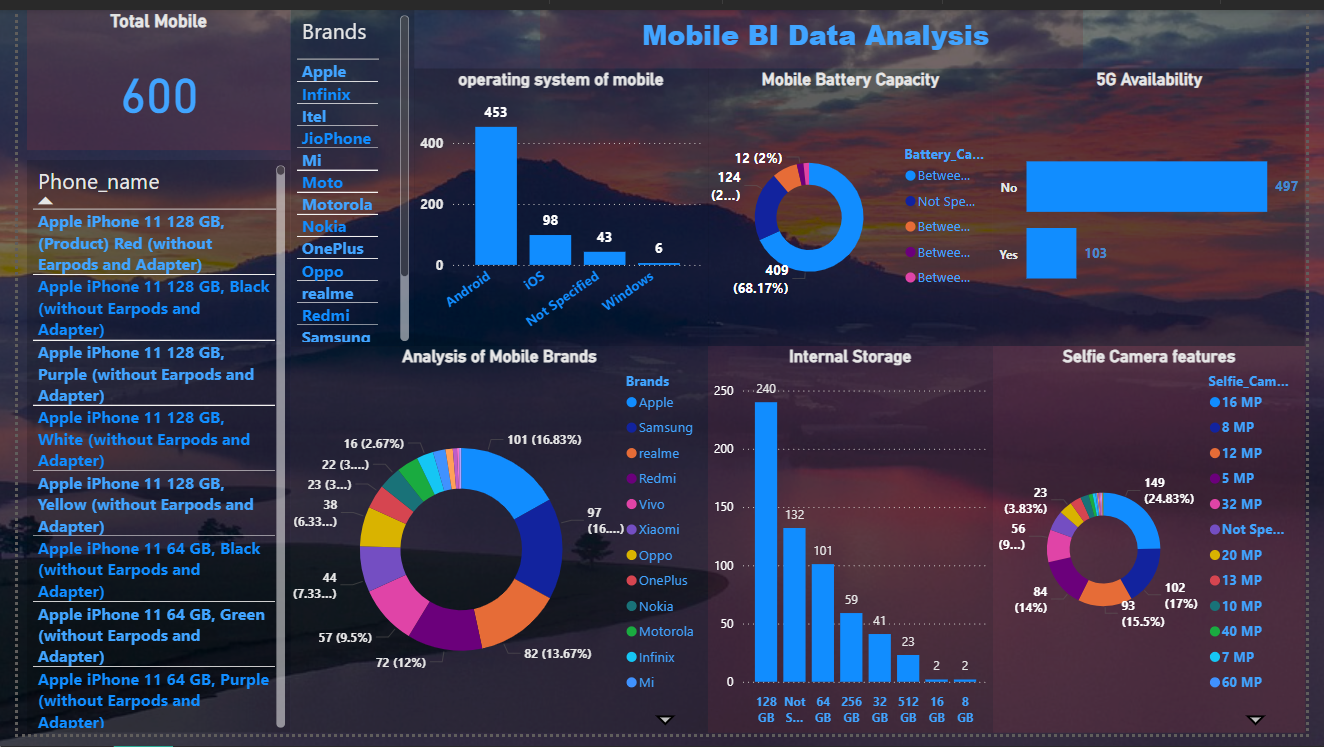 Total Mobile
600
Phone_name
Apple iPhone 11 128 GB,
(Product) Red (without
Earpods and Adapter)
Apple iPhone 11 128 GB, Black
(without Earpods and
Adapter)
Apple iPhone 11 128 GB,
Purple (without Earpods and
Adapter)
Apple iPhone 11 128 GB,
White (without Earpods and
Adapter)
Apple iPhone 11 128 GB,
Yellow (without Earpods and
Adapter)
Apple iPhone 11 64 GB, Black
(without Earpods and
Adapter)
Apple iPhone 11 64 GB, Green
(without Earpods and
Adapter)
Apple iPhone 11 64 GB, Purple
(without Earpods and
Adapter)
Brands
Apple
Infinix
Itel
JioPhone
Mi
Moto
Motorola
Nokia
OnePlus
Oppo
realme
Redmi
Samsung
Mobile BI Data Analysis
operating system of mobile
453
400
200
98
43
6
0
Android
iOS
Not Specified
Windows
Mobile Battery Capacity
12 (2%)
124
(2...)
409
(68.17%)
Battery_Ca...
Betwee...
Not Spe...
Betwee...
Betwee...
Betwee...
5G Availability
No
497
Yes
103
Analysis of Mobile Brands
16 (2.67%)
101 (16.83%)
22 (3....)
23 (3...)
38
(6.33...)
97
(16....)
44
(7.33...)
57 (9.5%)
72 (12%)
82 (13.67%)
Brands
Apple
Samsung
realme
Redmi
Vivo
Xiaomi
Oppo
OnePlus
Nokia
Motorola
Infinix
Mi
Internal Storage
250
200
150
100
50
0
240
132
101
59
41
23
2
2
128
GB
Not
S...
64
GB
256
GB
32
GB
512
GB
16
GB
8
GB
Selfie Camera features
149
(24.83%)
23
(3.83%)
56
(9...)
84
(14%)
93
(15.5%)
102
(17%)
Selfie_Cam...
16 MP
8 MP
12 MP
5 MP
32 MP
Not Spe...
20 MP
13 MP
10 MP
40 MP
7 MP
60 MP